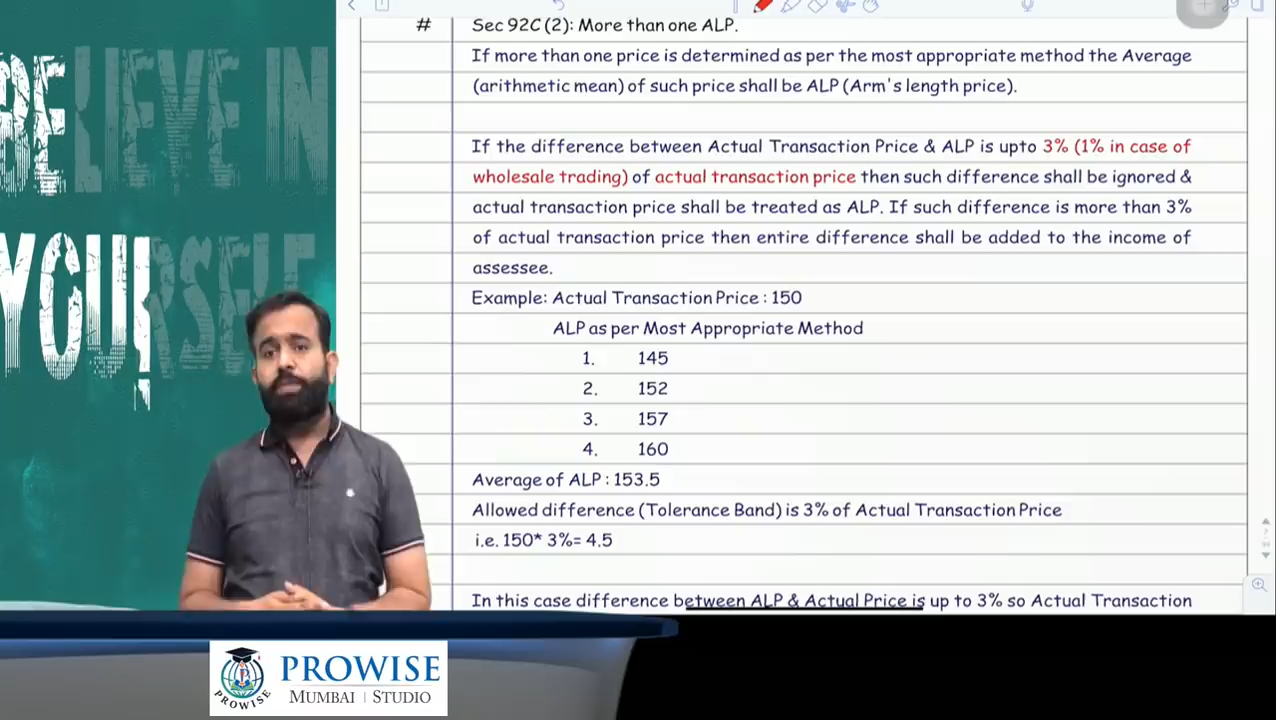 BELIEVE IN
YOURSELF
!
# Sec 92C (2): More than one ALP.
If more than one price is determined as per the most appropriate method the Average
(arithmetic mean) of such price shall be ALP (Arm's length price).
If the difference between Actual Transaction Price & ALP is upto 3% (1% in case of
wholesale trading) of actual transaction price then such difference shall be ignored &
actual transaction price shall be treated as ALP. If such difference is more than 3%
of actual transaction price then entire difference shall be added to the income of
assessee.
Example: Actual Transaction Price : 150
ALP as per Most Appropriate Method
1. 145
2. 152
3. 157
4. 160
Average of ALP : 153.5
Allowed difference (Tolerance Band) is 3% of Actual Transaction Price
i.e. 150* 3%= 4.5
In this case difference between ALP & Actual Price is up to 3% so Actual Transaction
PROWISE
PROWISE
MUMBAI | STUDIO